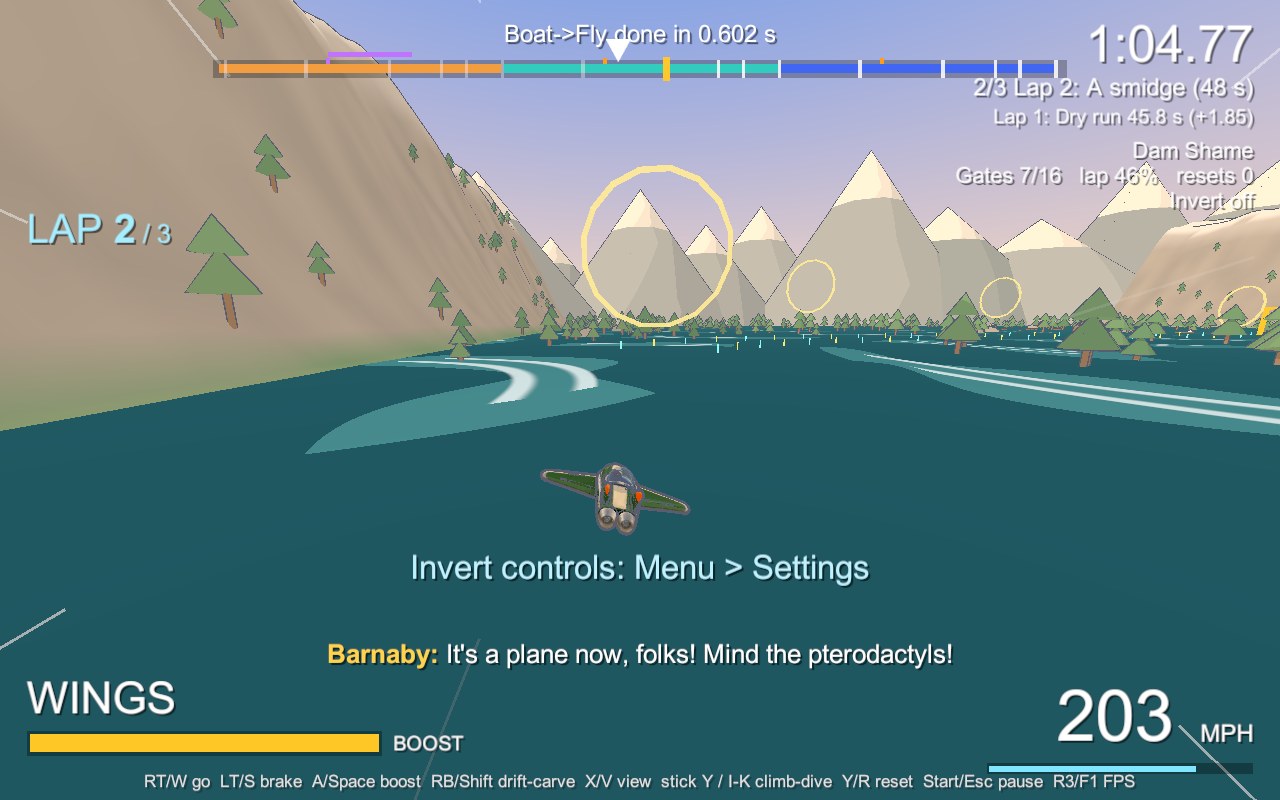 Boat->Fly done in 0.602 s
1:04.77
2/3 Lap 2: A smidge (48 s)
Lap 1: Dry run 45.8 s (+1.85)
Dam Shame
Gates 7/16 lap 46% resets 0
Invert off
LAP 2 / 3
Invert controls: Menu > Settings
Barnaby: It's a plane now, folks! Mind the pterodactyls!
WINGS
BOOST
203 MPH
RT/W go LT/S brake A/Space boost RB/Shift drift-carve X/V view stick Y / I-K climb-dive Y/R reset Start/Esc pause R3/F1 FPS